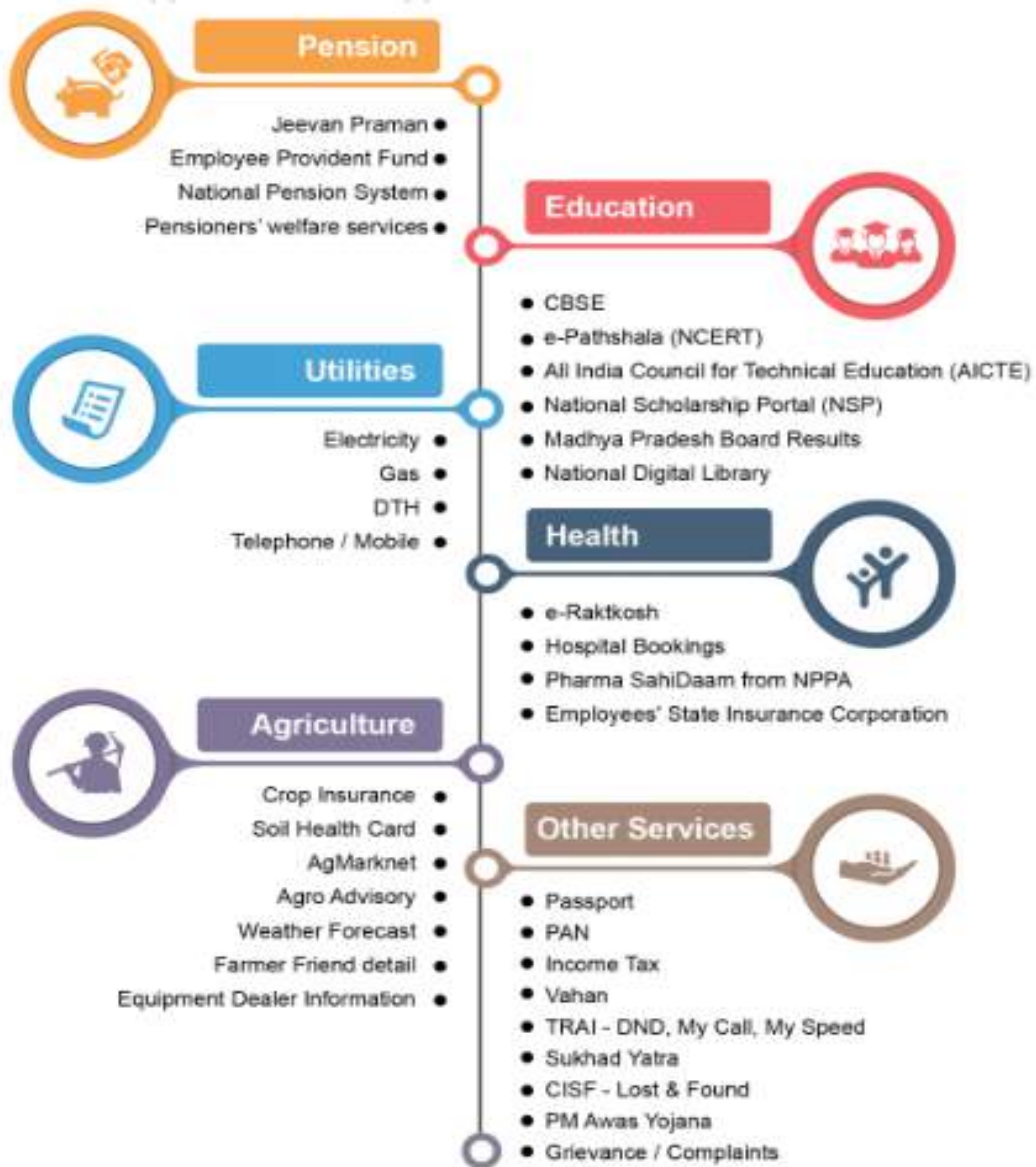 Pension
Jeevan Praman
Employee Provident Fund
National Pension System
Pensioners' welfare services
Education
CBSE
e-Pathshala (NCERT)
All India Council for Technical Education (AICTE)
National Scholarship Portal (NSP)
Madhya Pradesh Board Results
National Digital Library
Utilities
Electricity
Gas
DTH
Telephone / Mobile
Health
e-Raktkosh
Hospital Bookings
Pharma SahiDaam from NPPA
Employees' State Insurance Corporation
Agriculture
Crop Insurance
Soil Health Card
AgMarknet
Agro Advisory
Weather Forecast
Farmer Friend detail
Equipment Dealer Information
Other Services
Passport
PAN
Income Tax
Vahan
TRAI - DND, My Call, My Speed
Sukhad Yatra
CISF - Lost & Found
PM Awas Yojana
Grievance / Complaints